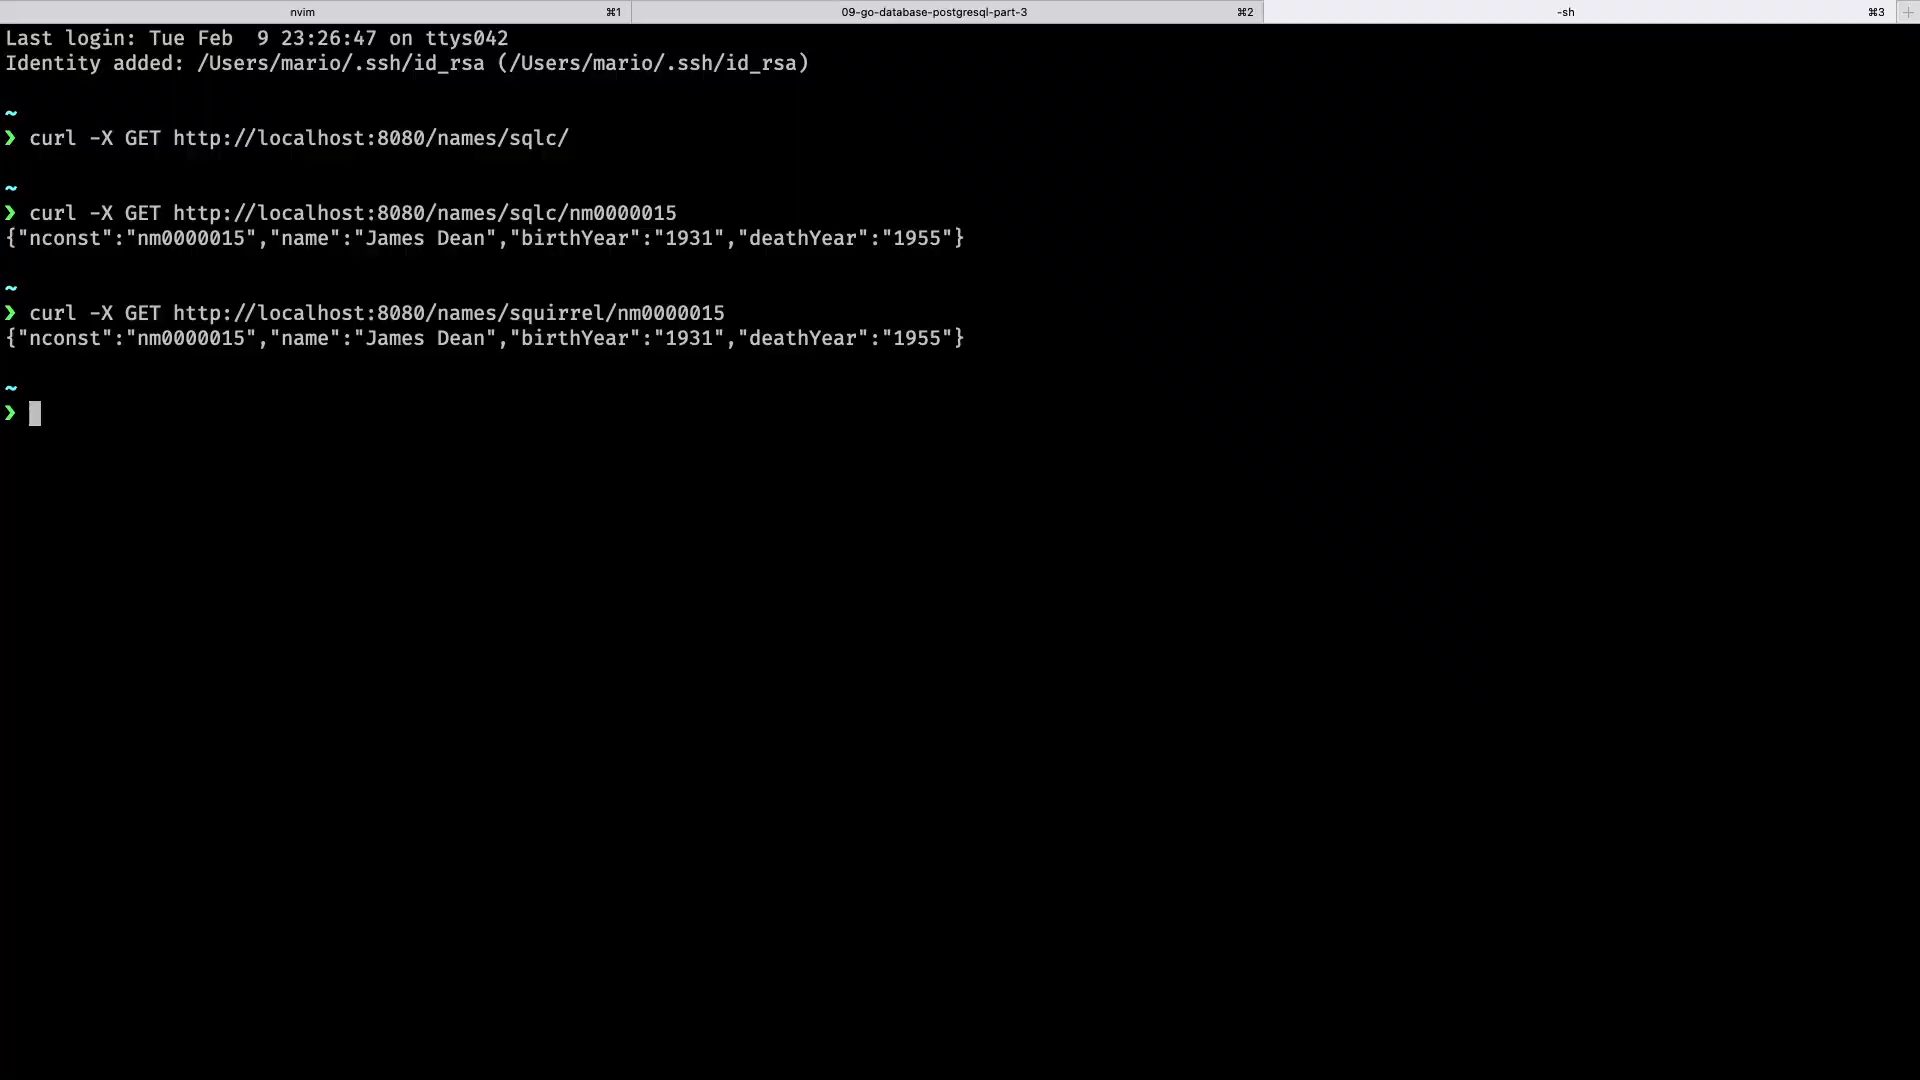 nvim ⌘1 09-go-database-postgresql-part-3 ⌘2 -sh ⌘3 +
Last login: Tue Feb  9 23:26:47 on ttys042
Identity added: /Users/mario/.ssh/id_rsa (/Users/mario/.ssh/id_rsa)
~
❯ curl -X GET http://localhost:8080/names/sqlc/
~
❯ curl -X GET http://localhost:8080/names/sqlc/nm0000015
{"nconst":"nm0000015","name":"James Dean","birthYear":"1931","deathYear":"1955"}
~
❯ curl -X GET http://localhost:8080/names/squirrel/nm0000015
{"nconst":"nm0000015","name":"James Dean","birthYear":"1931","deathYear":"1955"}
~
❯